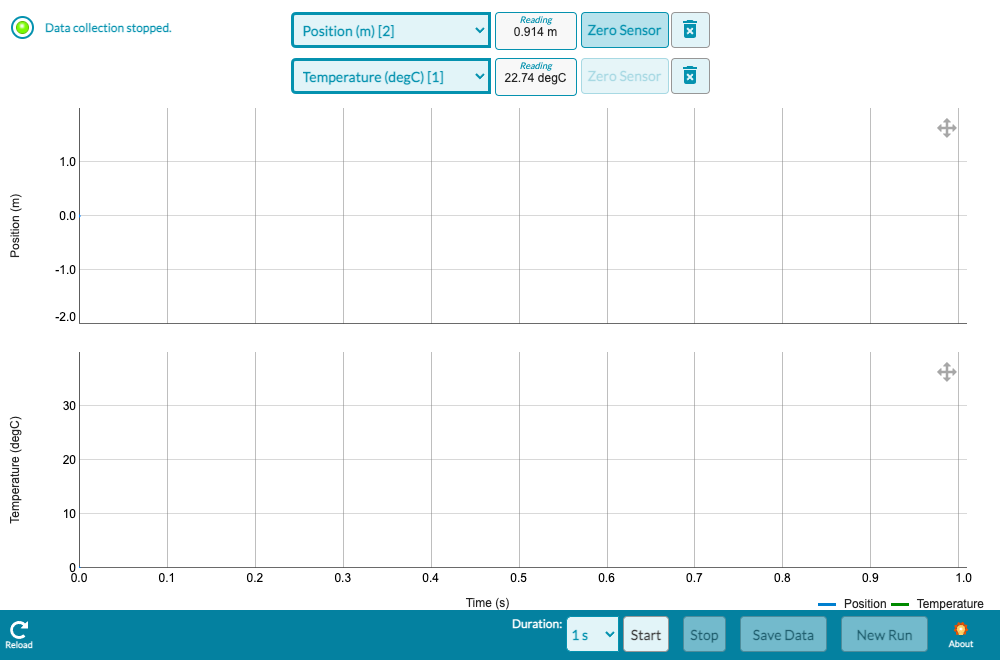 Data collection stopped.
Position (m) [2]
Reading
0.914 m
Zero Sensor
Temperature (degC) [1]
Reading
22.74 degC
Zero Sensor
Position (m)
1.0
0.0
-1.0
-2.0
Temperature (degC)
30
20
10
0
0.0 0.1 0.2 0.3 0.4 0.5 0.6 0.7 0.8 0.9 1.0
Time (s)
Position Temperature
Reload
Duration:
1 s
Start
Stop
Save Data
New Run
About